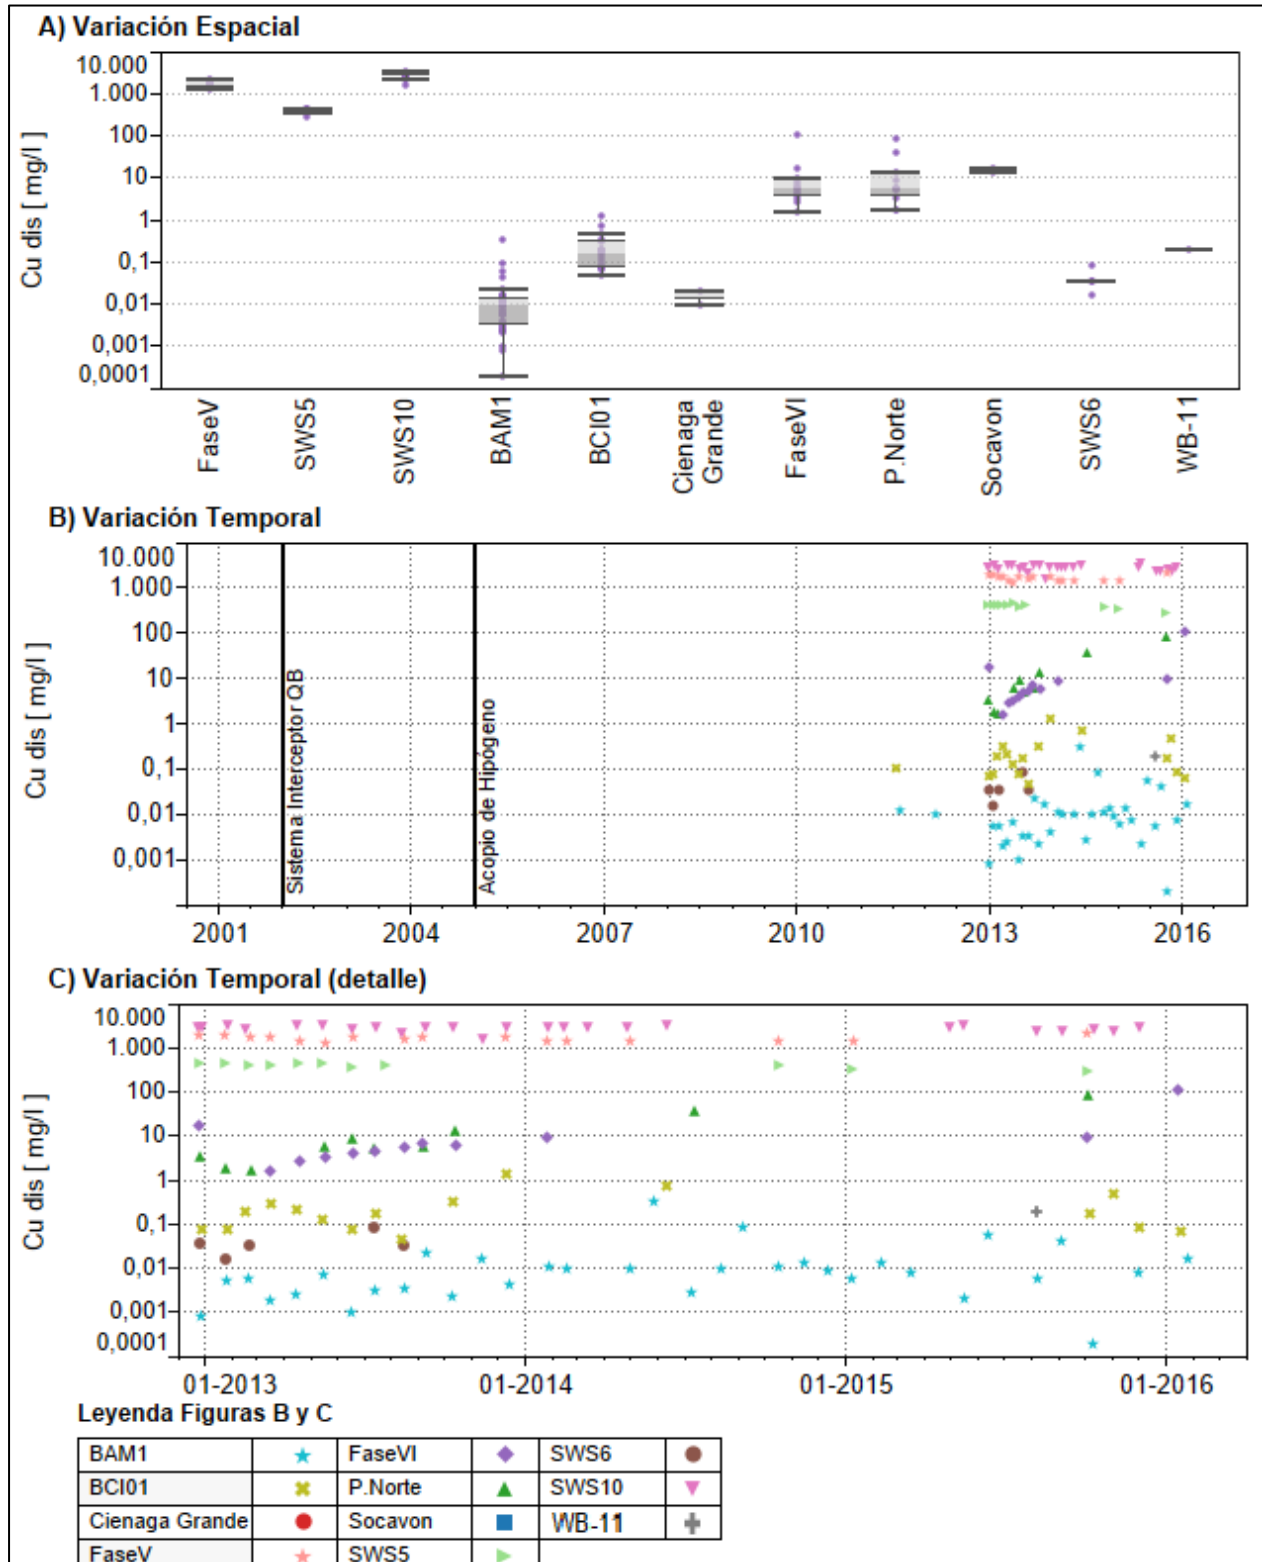 A) Variación Espacial
10.000
1.000
100
10
1
0,1
0,01
0,001
0,0001
Cu dis [ mg/l ]
FaseV
SWS5
SWS10
BAM1
BCI01
Cienaga
Grande
FaseVI
P.Norte
Socavon
SWS6
WB-11
B) Variación Temporal
10.000
1.000
100
10
1
0,1
0,01
0,001
Cu dis [ mg/l ]
Sistema Interceptor QB
Acopio de Hipógeno
2001 2004 2007 2010 2013 2016
C) Variación Temporal (detalle)
10.000
1.000
100
10
1
0,1
0,01
0,001
0,0001
Cu dis [ mg/l ]
01-2013 01-2014 01-2015 01-2016
Leyenda Figuras B y C
BAM1 FaseVI SWS6
BCI01 P.Norte SWS10
Cienaga Grande Socavon WB-11
FaseV SWS5